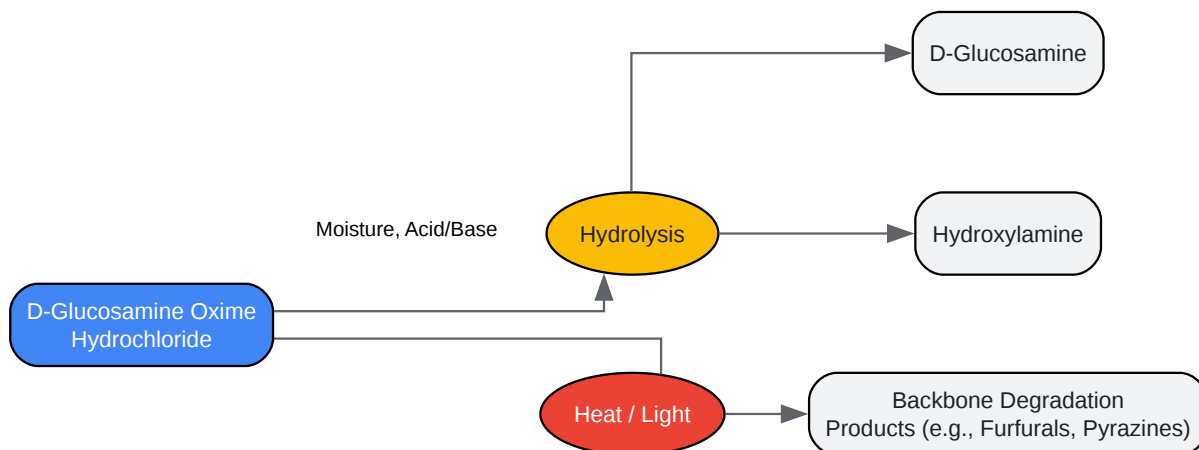 D-Glucosamine
Moisture, Acid/Base
Hydrolysis
Hydroxylamine
D-Glucosamine Oxime
Hydrochloride
Heat / Light
Backbone Degradation
Products (e.g., Furfurals, Pyrazines)